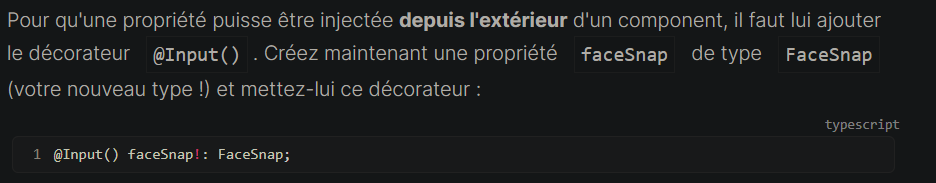 Pour qu'une propriété puisse être injectée depuis l'extérieur d'un component, il faut lui ajouter
le décorateur @Input() . Créez maintenant une propriété faceSnap de type FaceSnap
(votre nouveau type !) et mettez-lui ce décorateur :
typescript
1 @Input() faceSnap!: FaceSnap;